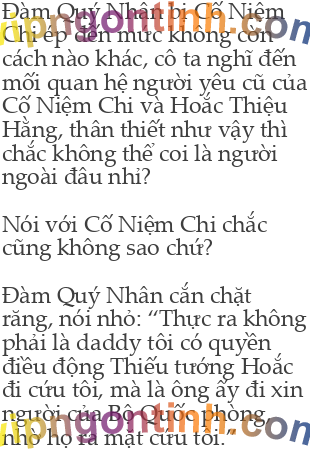 Đàm Quý Nhân bị Cố Niệm
Chi ép đến mức không còn
cách nào khác, cô ta nghĩ đến
mối quan hệ người yêu cũ của
Cố Niệm Chi và Hoắc Thiệu
Hằng, thân thiết như vậy thì
chắc không thể coi là người
ngoài đâu nhỉ?
Nói với Cố Niệm Chi chắc
cũng không sao chứ?
Đàm Quý Nhân cắn chặt
răng, nói nhỏ: “Thực ra không
phải là daddy tôi có quyền
điều động Thiếu tướng Hoắc
đi cứu tôi, mà là ông ấy đi xin
người của Bộ Quốc phòng,
nhờ họ ra mặt cứu tôi.”
vipngontinh.com
vipngontinh.com